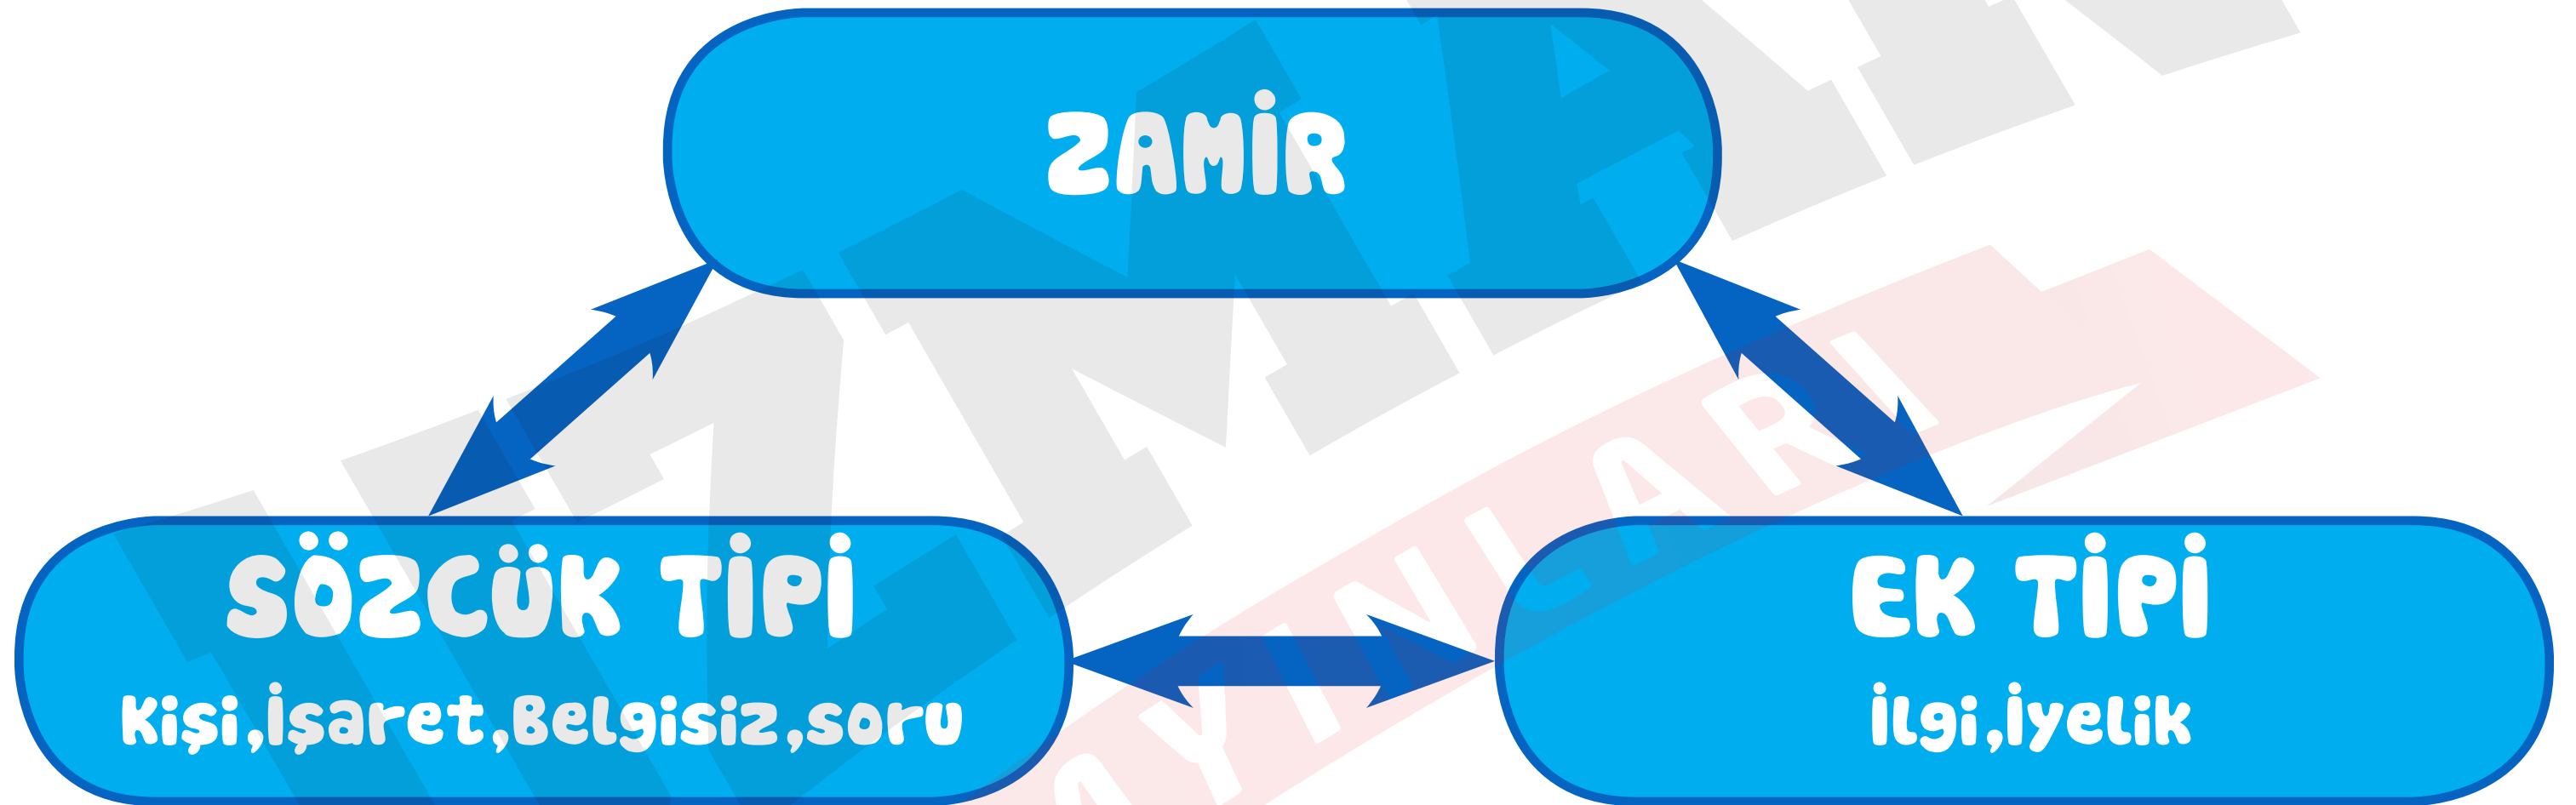 ZAMİR
SÖZCÜK TİPİ
Kişi,İşaret,Belgisiz,soru
EK TİPİ
İlgi,İyelik